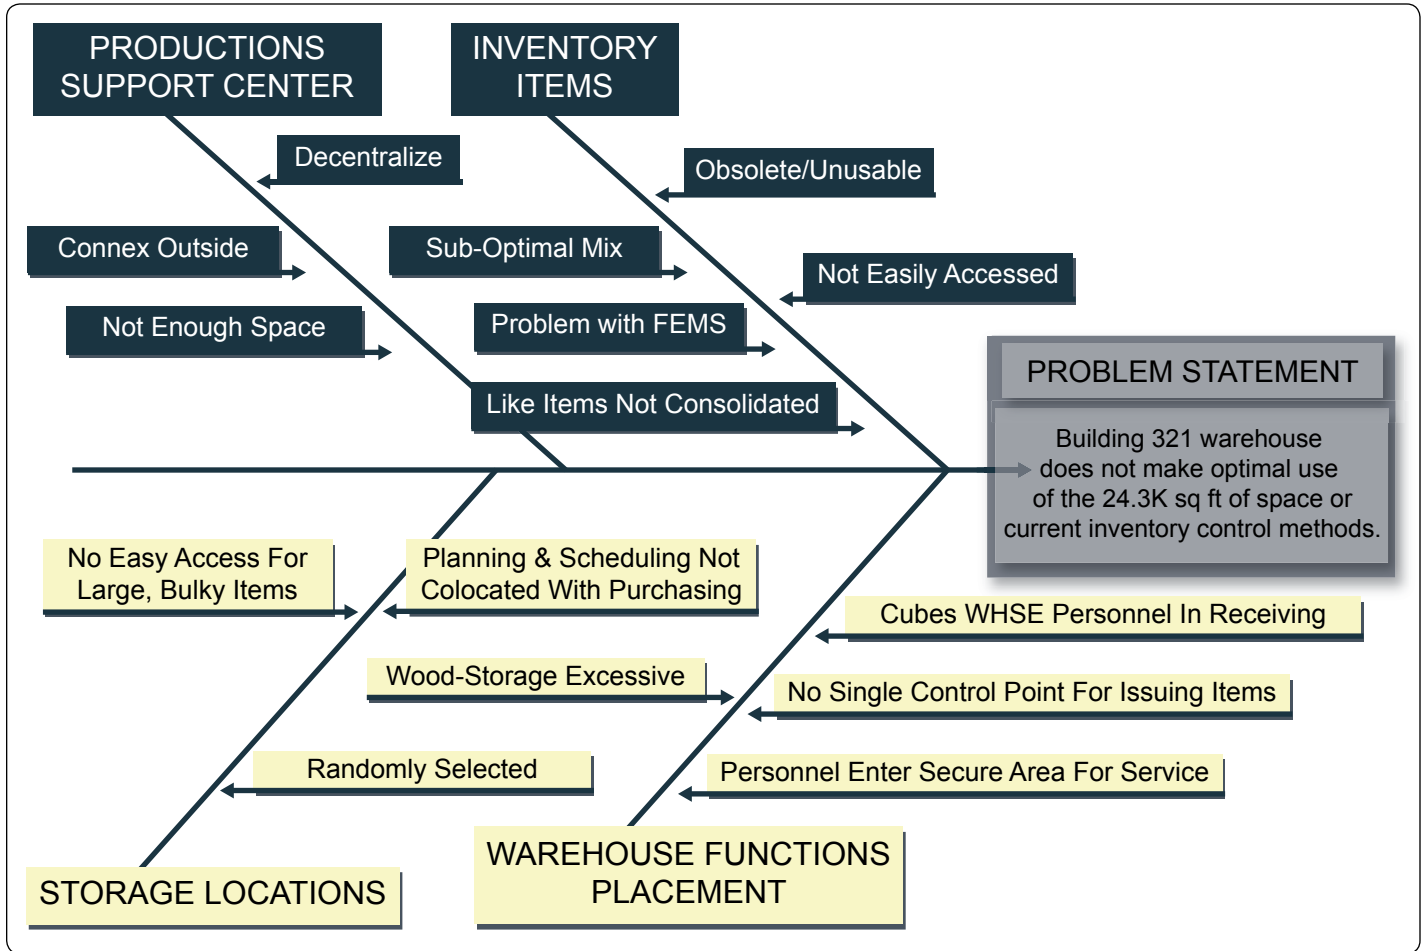 PRODUCTIONS
SUPPORT CENTER
INVENTORY
ITEMS
Decentralize
Obsolete/Unusable
Connex Outside
Sub-Optimal Mix
Not Easily Accessed
Not Enough Space
Problem with FEMS
Like Items Not Consolidated
PROBLEM STATEMENT
Building 321 warehouse
does not make optimal use
of the 24.3K sq ft of space or
current inventory control methods.
No Easy Access For
Large, Bulky Items
Planning & Scheduling Not
Colocated With Purchasing
Cubes WHSE Personnel In Receiving
Wood-Storage Excessive
No Single Control Point For Issuing Items
Randomly Selected
Personnel Enter Secure Area For Service
STORAGE LOCATIONS
WAREHOUSE FUNCTIONS
PLACEMENT